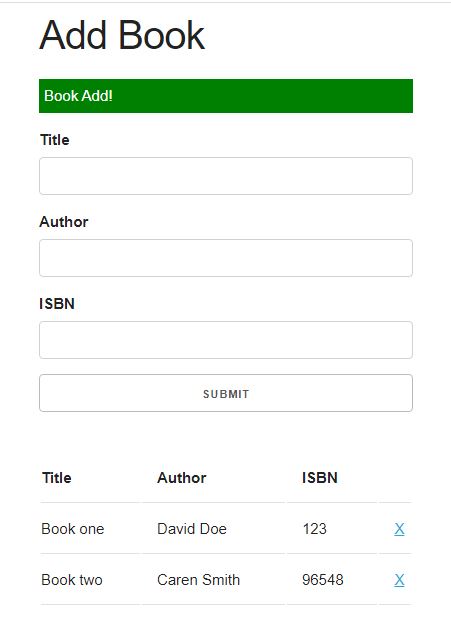 Add Book
Book Add!
Title
Author
ISBN
SUBMIT
Title Author ISBN
Book one David Doe 123 X
Book two Caren Smith 96548 X